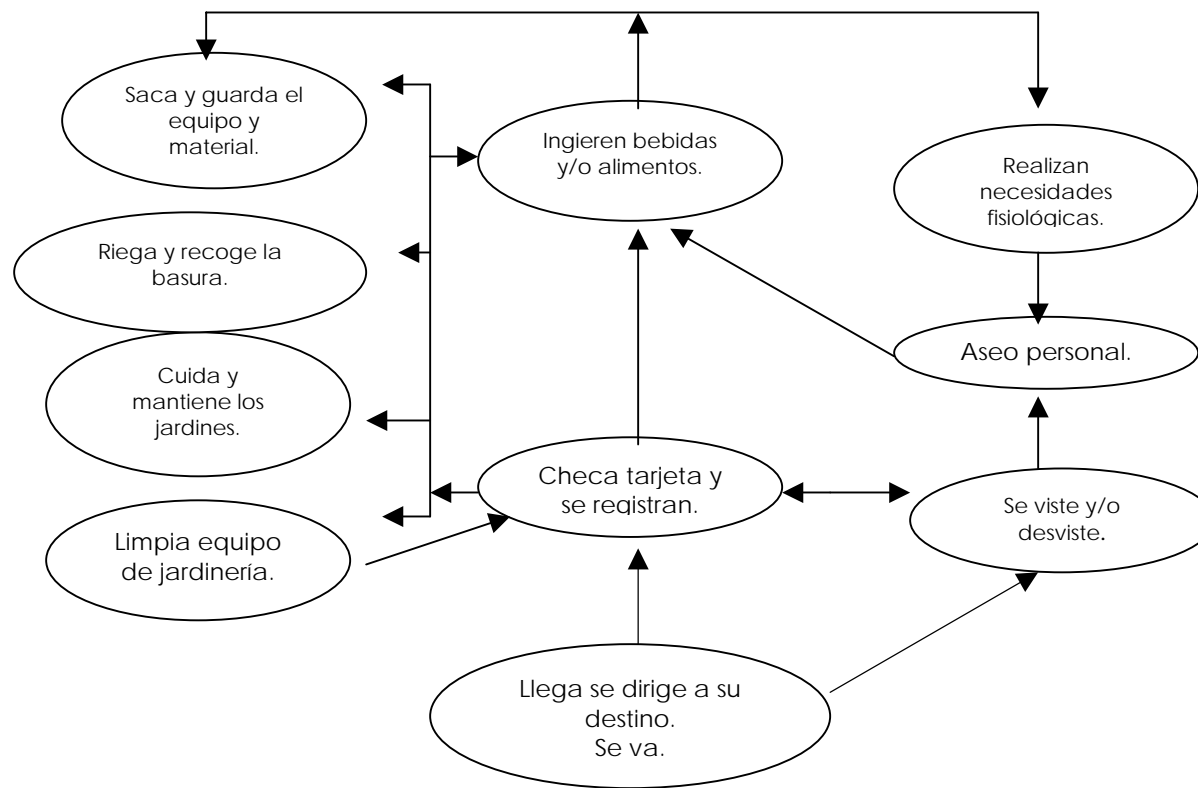 Saca y guarda el
equipo y
material.
Ingieren bebidas
y/o alimentos.
Realizan
necesidades
fisiológicas.
Riega y recoge la
basura.
Aseo personal.
Cuida y
mantiene los
jardines.
Checa tarjeta y
se registran.
Se viste y/o
desviste.
Limpia equipo
de jardinería.
Llega se dirige a su
destino.
Se va.